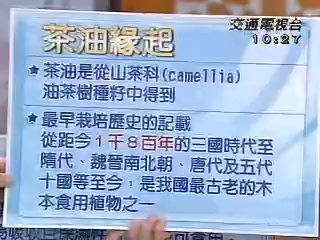 交通電視台
10:27
茶油緣起
★茶油是從山茶科(camellia)
油茶樹種籽中得到
★最早栽培歷史的記載
從距今1千8百年的三國時代至
隋代、魏晉南北朝、唐代及五代
十國等至今，是我國最古老的木
本食用植物之一